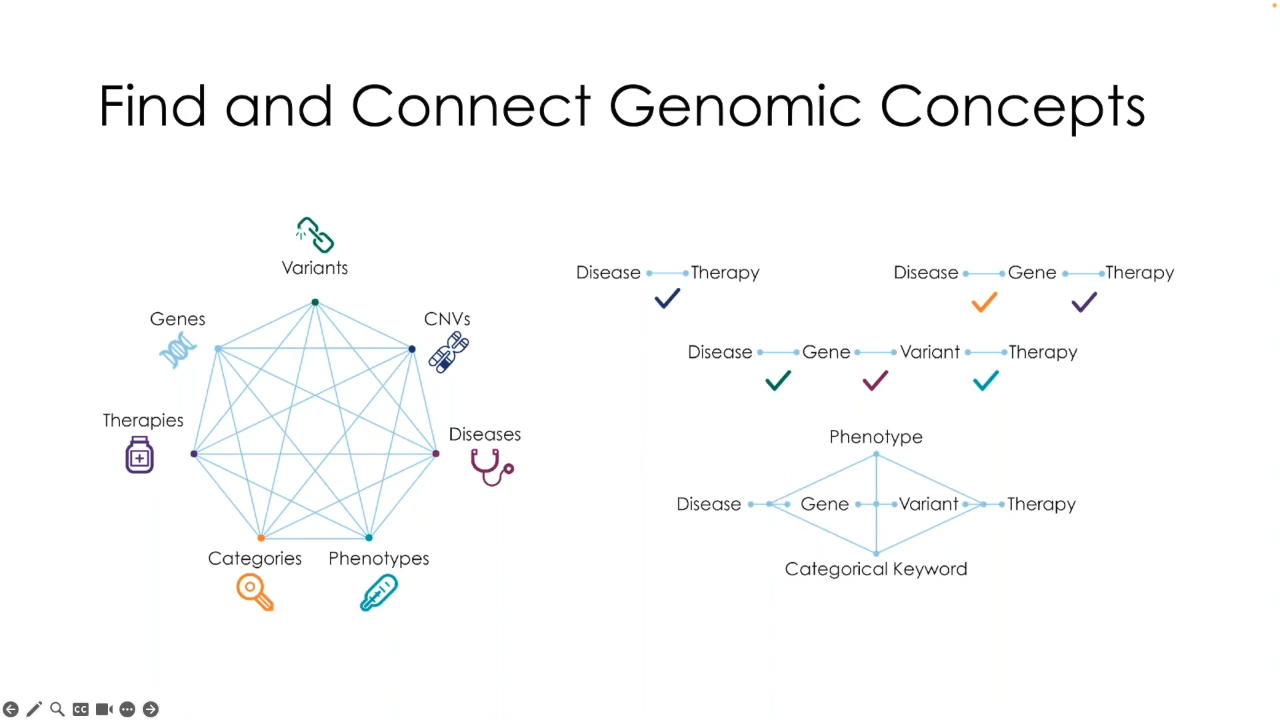 Find and Connect Genomic Concepts
Variants
Genes
CNVs
Therapies
Diseases
Categories
Phenotypes
Disease Therapy
Disease Gene Therapy
Disease Gene Variant Therapy
Phenotype
Disease Gene Variant Therapy
Categorical Keyword
CC